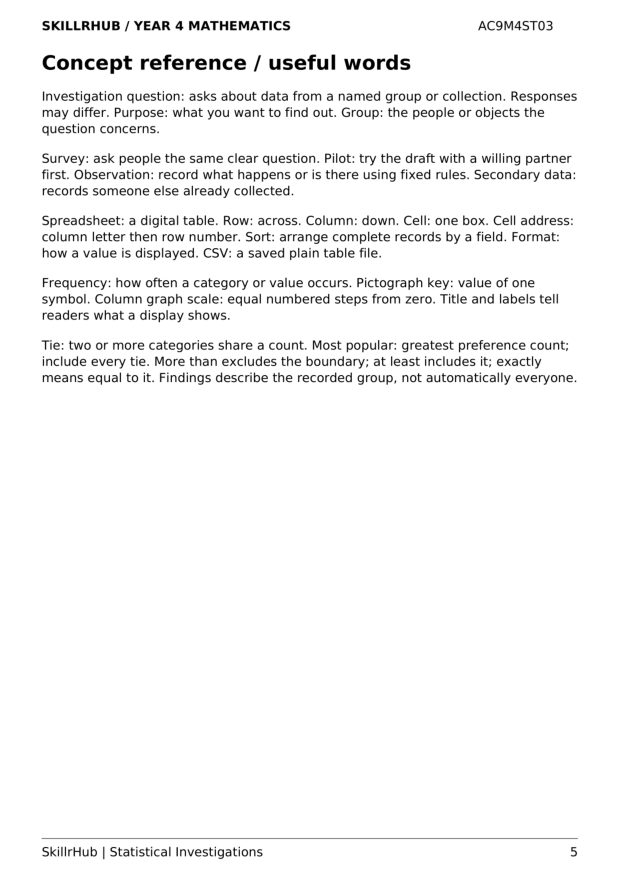 SKILLRHUB / YEAR 4 MATHEMATICS AC9M4ST03
Concept reference / useful words
Investigation question: asks about data from a named group or collection. Responses
may differ. Purpose: what you want to find out. Group: the people or objects the
question concerns.
Survey: ask people the same clear question. Pilot: try the draft with a willing partner
first. Observation: record what happens or is there using fixed rules. Secondary data:
records someone else already collected.
Spreadsheet: a digital table. Row: across. Column: down. Cell: one box. Cell address:
column letter then row number. Sort: arrange complete records by a field. Format:
how a value is displayed. CSV: a saved plain table file.
Frequency: how often a category or value occurs. Pictograph key: value of one
symbol. Column graph scale: equal numbered steps from zero. Title and labels tell
readers what a display shows.
Tie: two or more categories share a count. Most popular: greatest preference count;
include every tie. More than excludes the boundary; at least includes it; exactly
means equal to it. Findings describe the recorded group, not automatically everyone.
SkillrHub | Statistical Investigations 5